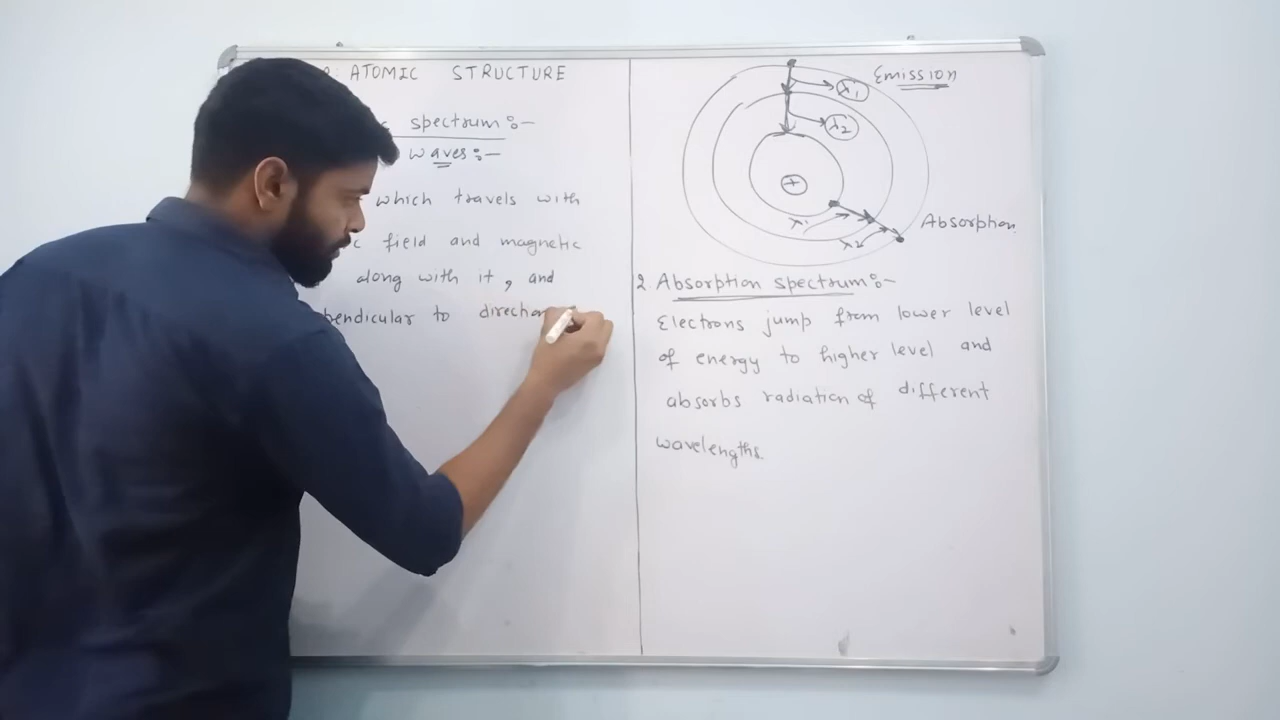 ATOMIC STRUCTURE
spectrum:-
waves:-
which travels with
field and magnetic
along with it, and
to
Emission
λ1
λ2
+
λ1
λ2
Absorption
2. Absorption spectrum:-
Electrons jump from lower level
of energy to higher level and
absorbs radiation of different
wavelengths.